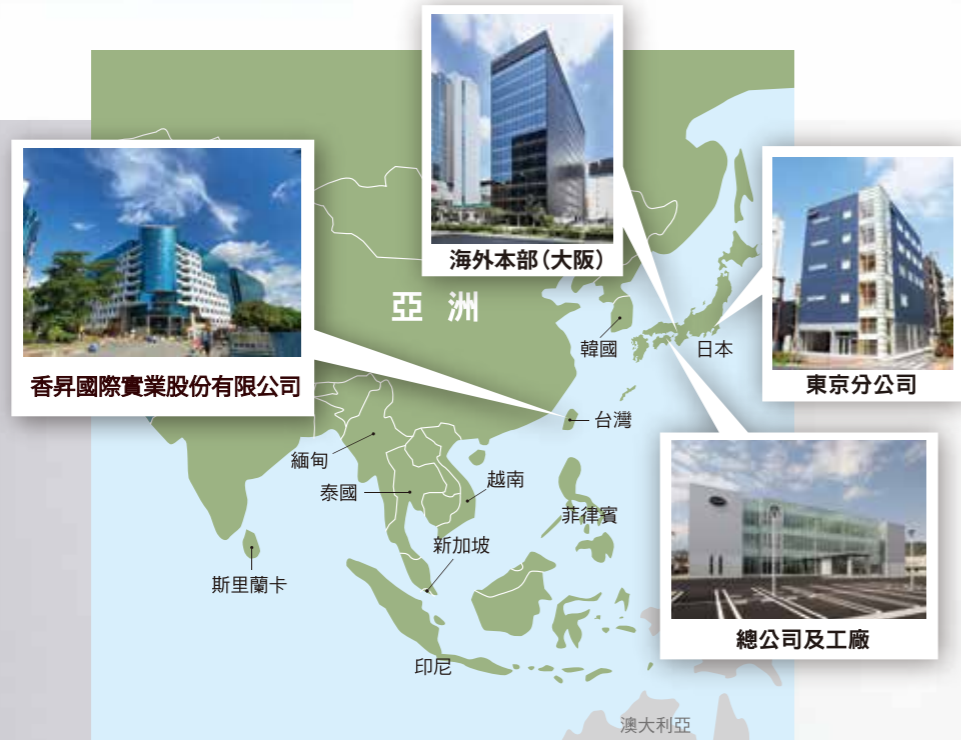 海外本部(大阪)
香昇國際實業股份有限公司
亞洲
韓國
日本
東京分公司
台灣
緬甸
泰國
越南
菲律賓
新加坡
斯里蘭卡
總公司及工廠
印尼
澳大利亞